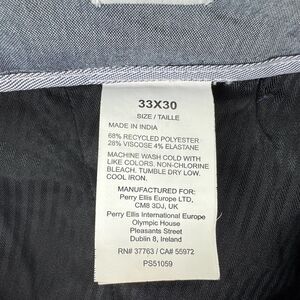 33X30
SIZE / TAILLE
MADE IN INDIA
68% RECYCLED POLYESTER
28% VISCOSE 4% ELASTANE
MACHINE WASH COLD WITH
LIKE COLORS. NON-CHLORINE
BLEACH. TUMBLE DRY LOW.
COOL IRON.
MANUFACTURED FOR:
Perry Ellis Europe LTD,
CM8 3DJ, UK
Perry Ellis International Europe
Olympic House
Pleasants Street
Dublin 8, Ireland
RN# 37763 / CA# 55972
PS51059